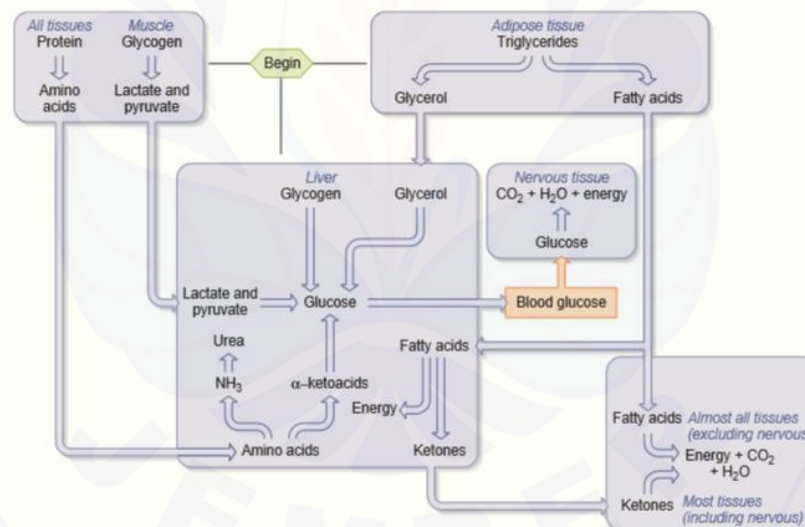 All tissues
Protein
Amino
acids
Muscle
Glycogen
Lactate and
pyruvate
Begin
Adipose tissue
Triglycerides
Glycerol
Fatty acids
Liver
Glycogen
Glycerol
Lactate and
pyruvate
Glucose
Urea
NH₃
α–ketoacids
Amino acids
Fatty acids
Energy
Ketones
Nervous tissue
CO₂ + H₂O + energy
Glucose
Blood glucose
Fatty acids
Almost all tissues
(excluding nervous
Energy + CO₂
+ H₂O
Ketones
Most tissues
(including nervous)